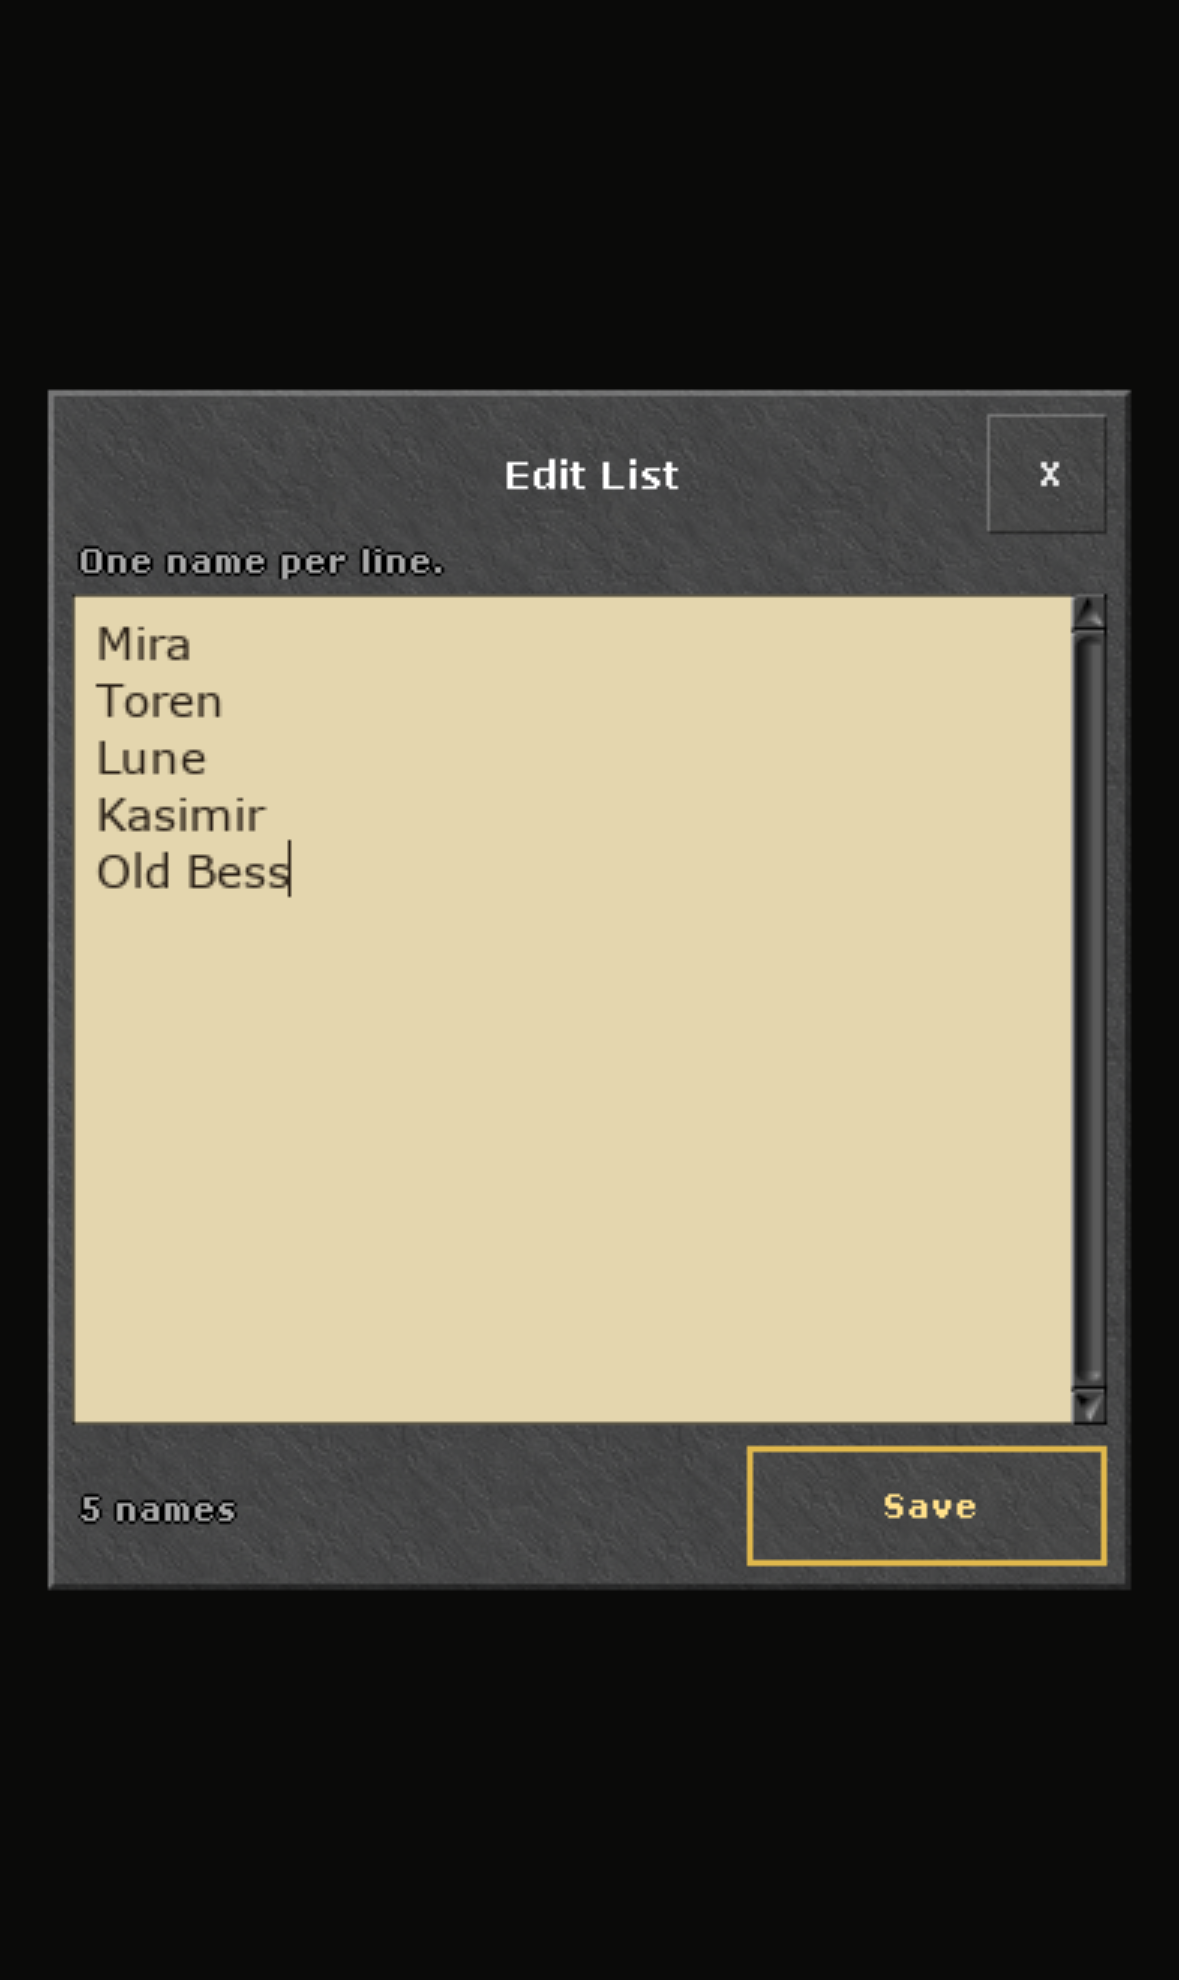 Edit List
X
One name per line.
Mira
Toren
Lune
Kasimir
Old Bess
5 names
Save